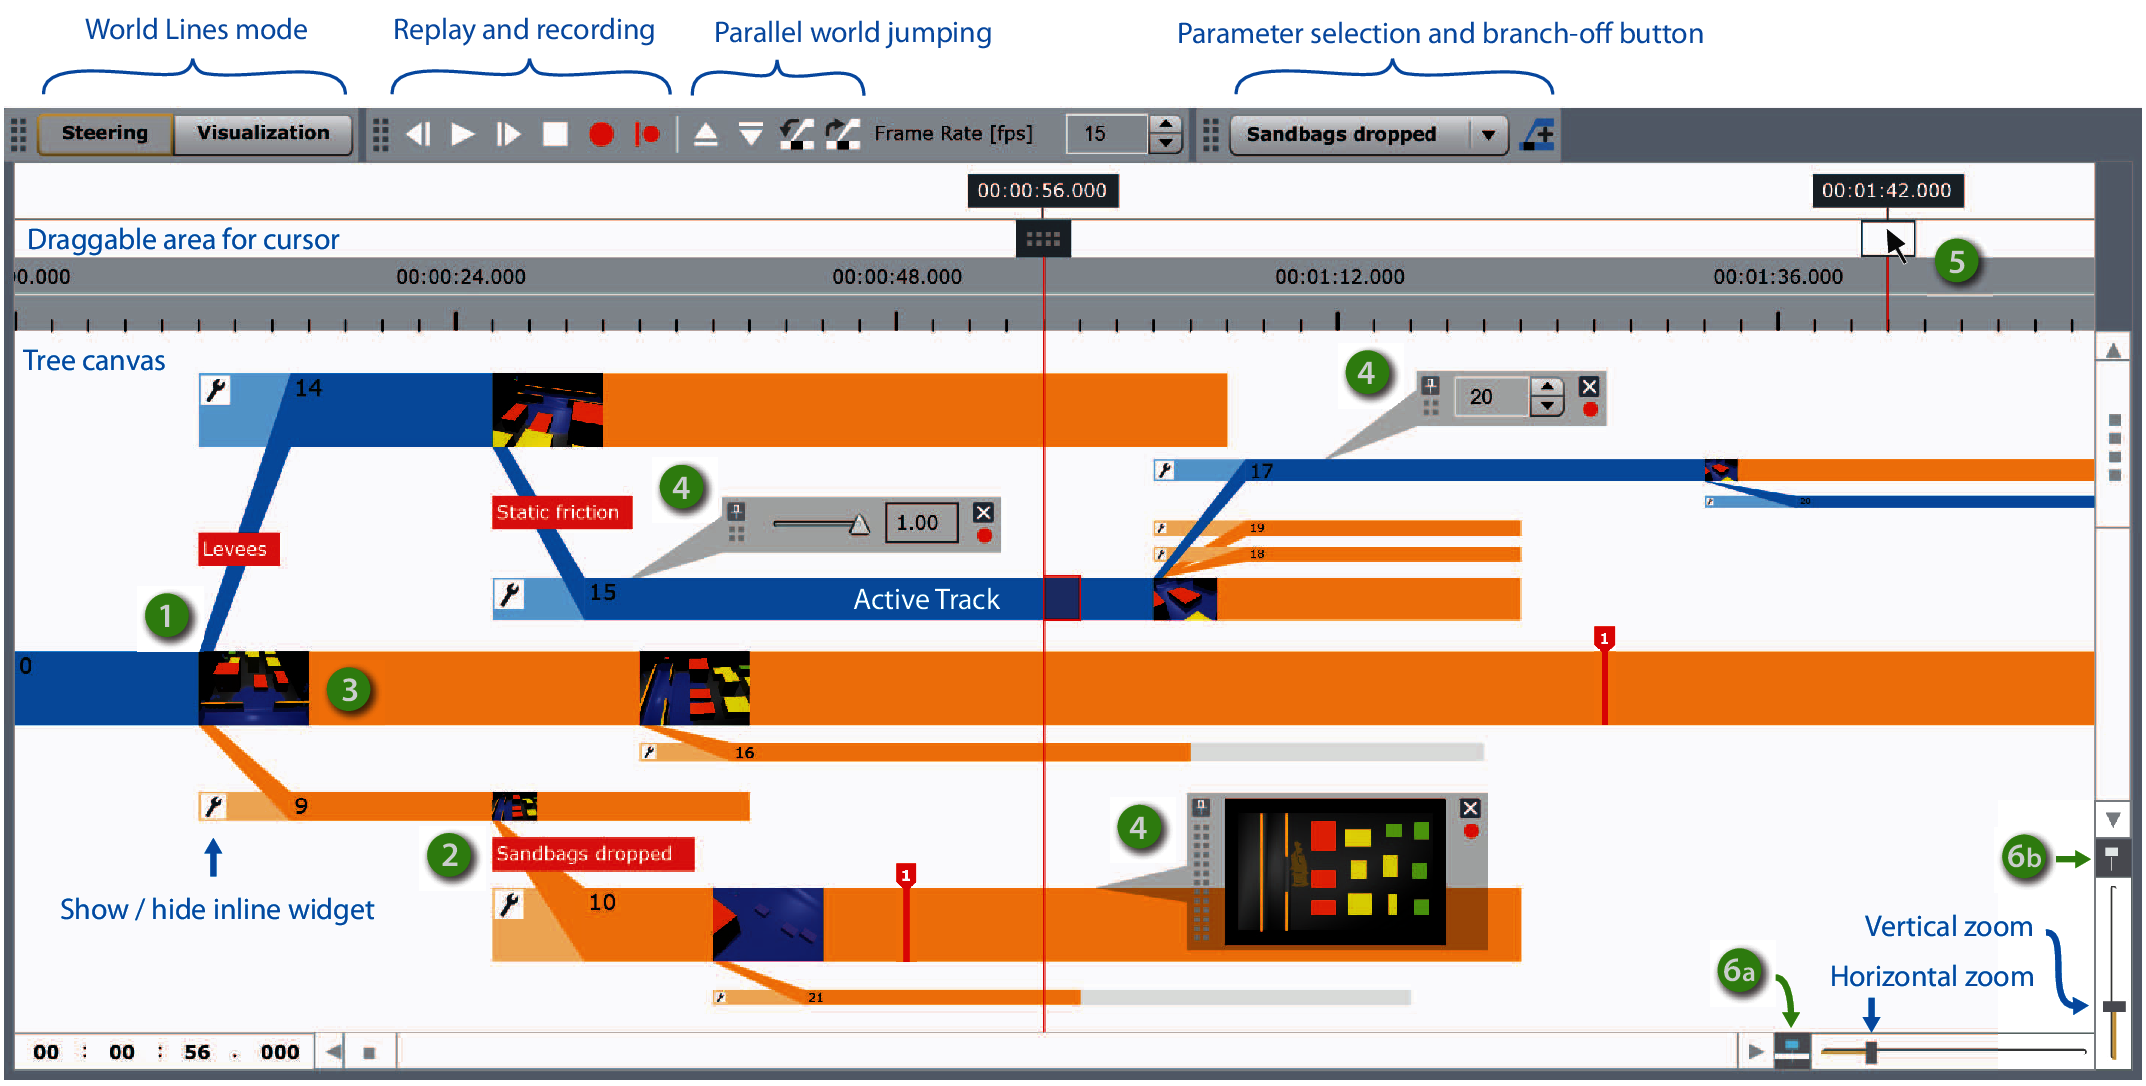 World Lines mode
Replay and recording
Parallel world jumping
Parameter selection and branch-off button
Steering
Visualization
Frame Rate [fps]
15
Sandbags dropped
00:00:56.000
00:01:42.000
Draggable area for cursor
5
0.000
00:00:24.000
00:00:48.000
00:01:12.000
00:01:36.000
Tree canvas
14
4
20
17
20
Static friction
4
1.00
19
18
Levees
1
15
Active Track
1
0
3
16
9
2
Sandbags dropped
4
1
10
6b
Show / hide inline widget
Vertical zoom
6a
Horizontal zoom
21
00 : 00 : 56 . 000